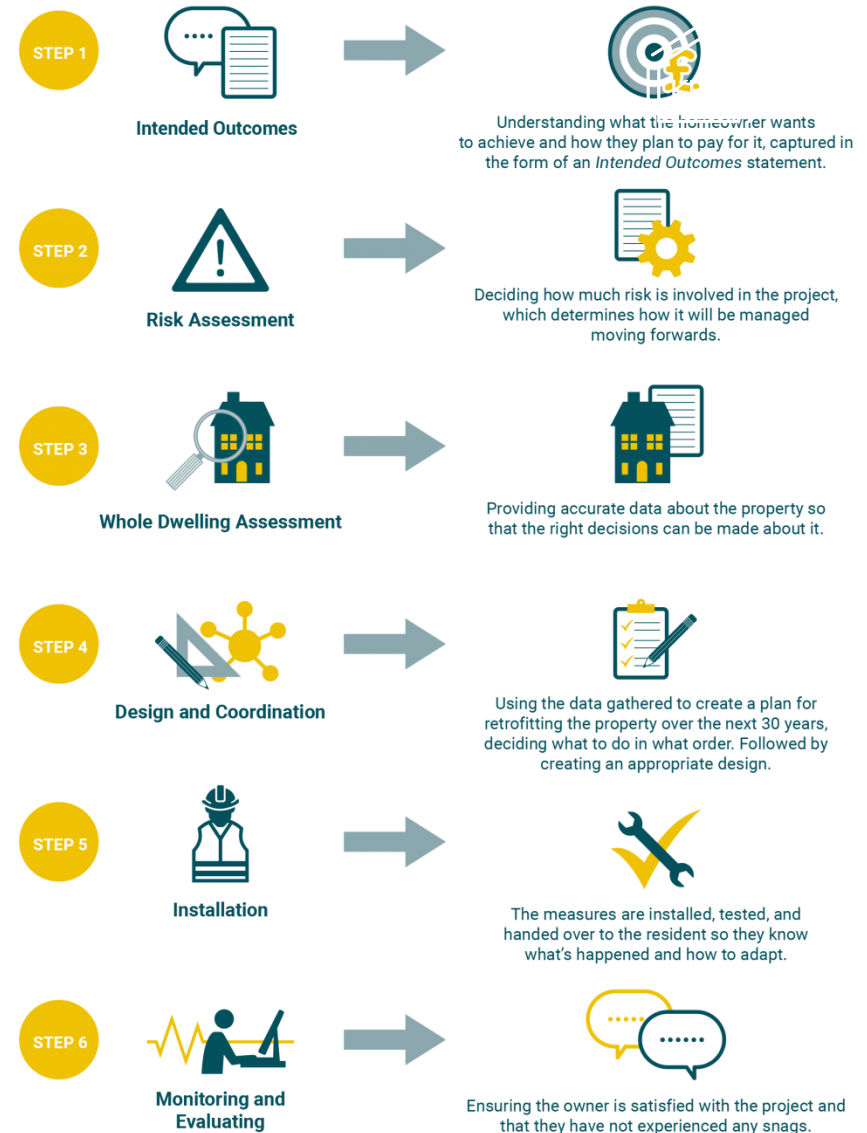 STEP 1
Intended Outcomes
£
Understanding what the homeowner wants
to achieve and how they plan to pay for it, captured in
the form of an Intended Outcomes statement.
STEP 2
!
Risk Assessment
Deciding how much risk is involved in the project,
which determines how it will be managed
moving forwards.
STEP 3
Whole Dwelling Assessment
Providing accurate data about the property so
that the right decisions can be made about it.
STEP 4
Design and Coordination
Using the data gathered to create a plan for
retrofitting the property over the next 30 years,
deciding what to do in what order. Followed by
creating an appropriate design.
STEP 5
Installation
The measures are installed, tested, and
handed over to the resident so they know
what's happened and how to adapt.
STEP 6
Monitoring and
Evaluating
Ensuring the owner is satisfied with the project and
that they have not experienced any snags.